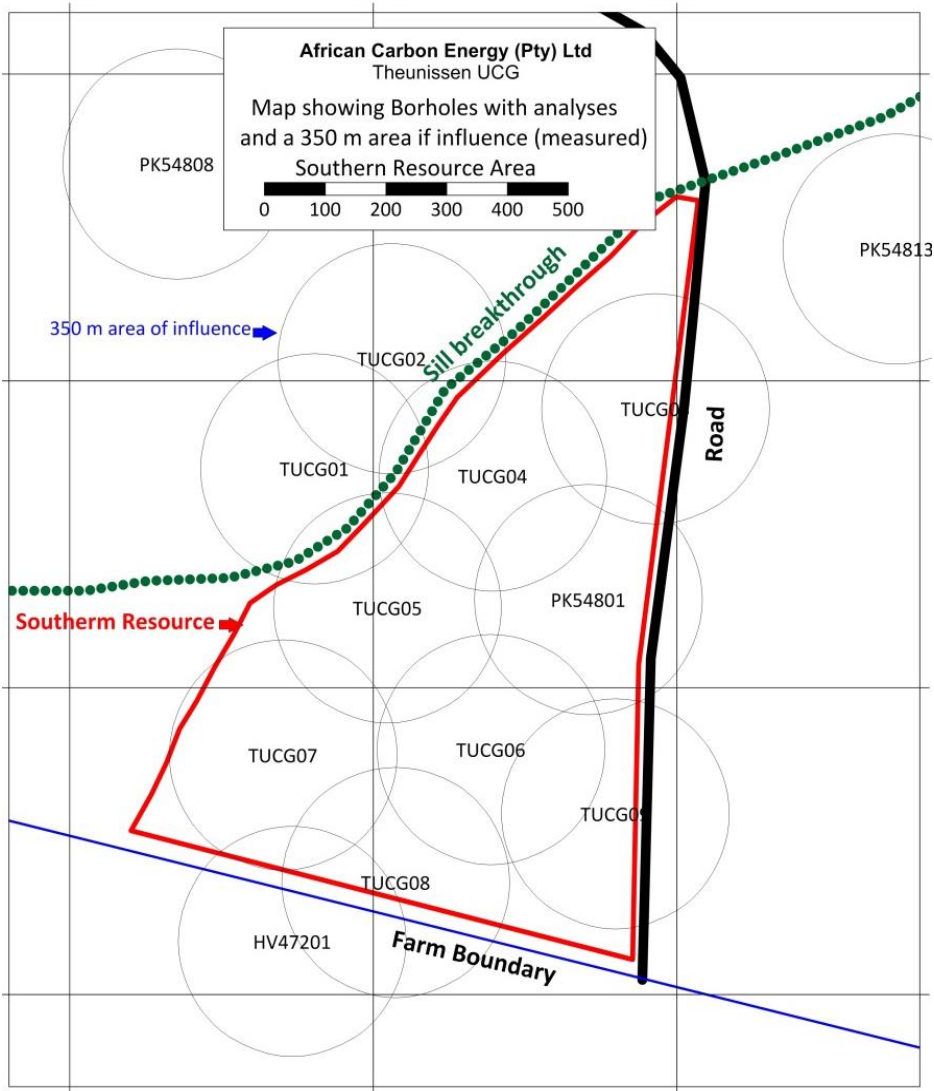 African Carbon Energy (Pty) Ltd
Theunissen UCG
Map showing Borholes with analyses
and a 350 m area if influence (measured)
Southern Resource Area
0 100 200 300 400 500
PK54808
PK54813
350 m area of influence
Sill breakthrough
TUCG02
TUCG01
TUCG04
Road
TUCG05
PK54801
Southerm Resource
TUCG07
TUCG06
TUCG09
TUCG08
HV47201
Farm Boundary